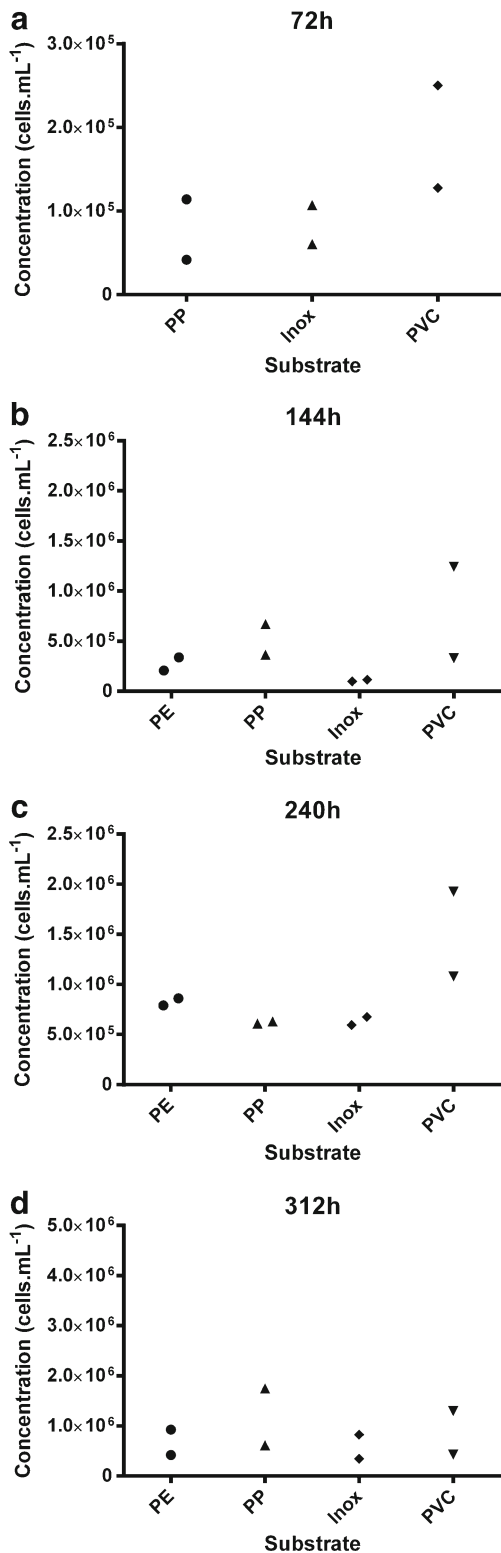 a
72h
Concentration (cells.mL⁻¹)
3.0×10⁵
2.0×10⁵
1.0×10⁵
0
PP
Inox
PVC
Substrate
b
144h
Concentration (cells.mL⁻¹)
2.5×10⁶
2.0×10⁶
1.5×10⁶
1.0×10⁶
5.0×10⁵
0
PE
PP
Inox
PVC
Substrate
c
240h
Concentration (cells.mL⁻¹)
2.5×10⁶
2.0×10⁶
1.5×10⁶
1.0×10⁶
5.0×10⁵
0
PE
PP
Inox
PVC
Substrate
d
312h
Concentration (cells.mL⁻¹)
5.0×10⁶
4.0×10⁶
3.0×10⁶
2.0×10⁶
1.0×10⁶
0
PE
PP
Inox
PVC
Substrate